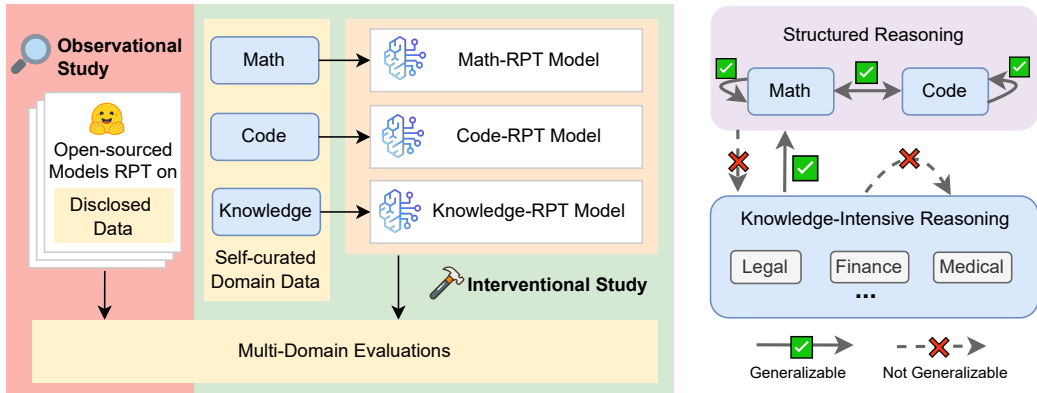 Observational
Study
Open-sourced
Models RPT on
Disclosed
Data
Math
Code
Knowledge
Self-curated
Domain Data
Math-RPT Model
Code-RPT Model
Knowledge-RPT Model
Interventional Study
Multi-Domain Evaluations
Structured Reasoning
Math
Code
Knowledge-Intensive Reasoning
Legal
Finance
Medical
...
Generalizable
Not Generalizable